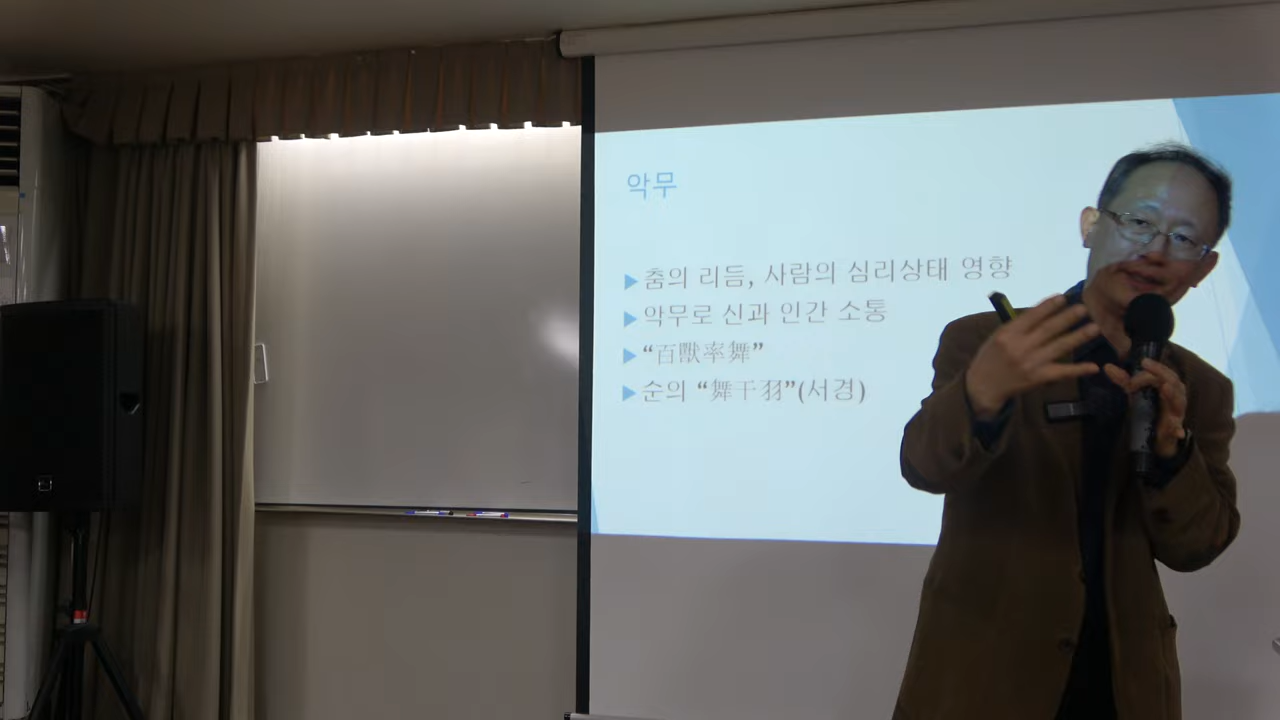 악무
춤의 리듬, 사람의 심리상태 영향
악무로 신과 인간 소통
“百獸率舞”
순의 “舞干羽”(서경)